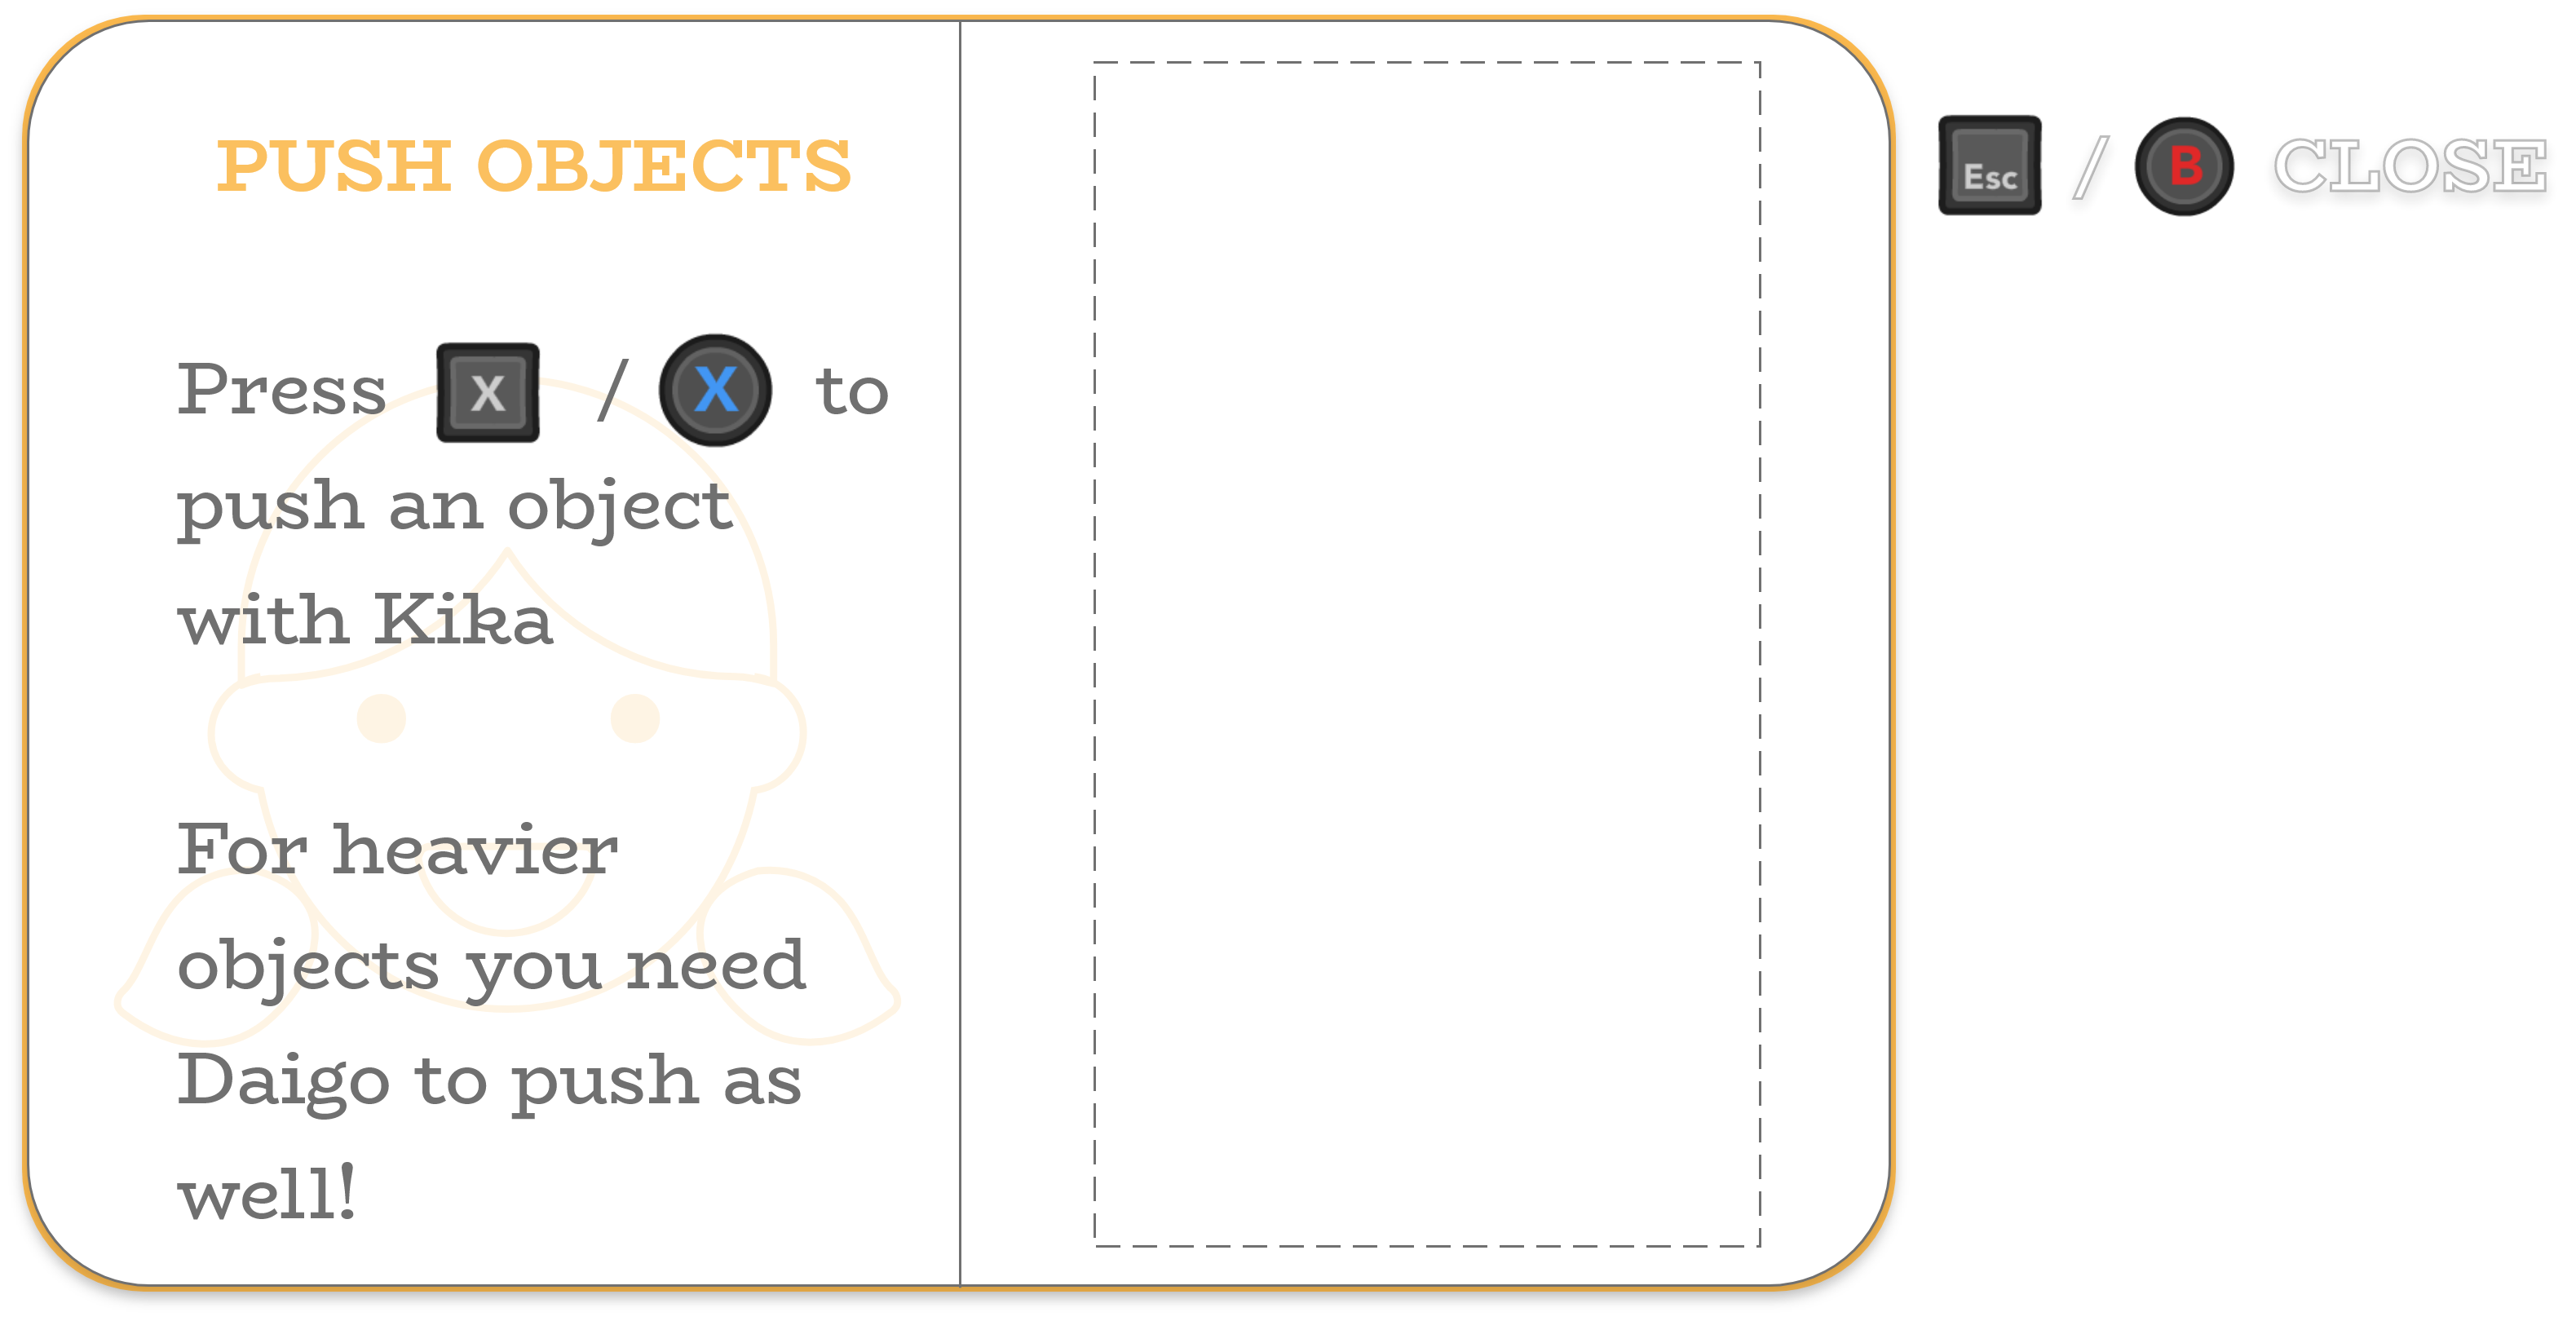 PUSH OBJECTS
Esc / B CLOSE
Press X / X to
push an object
with Kika
For heavier
objects you need
Daigo to push as
well!